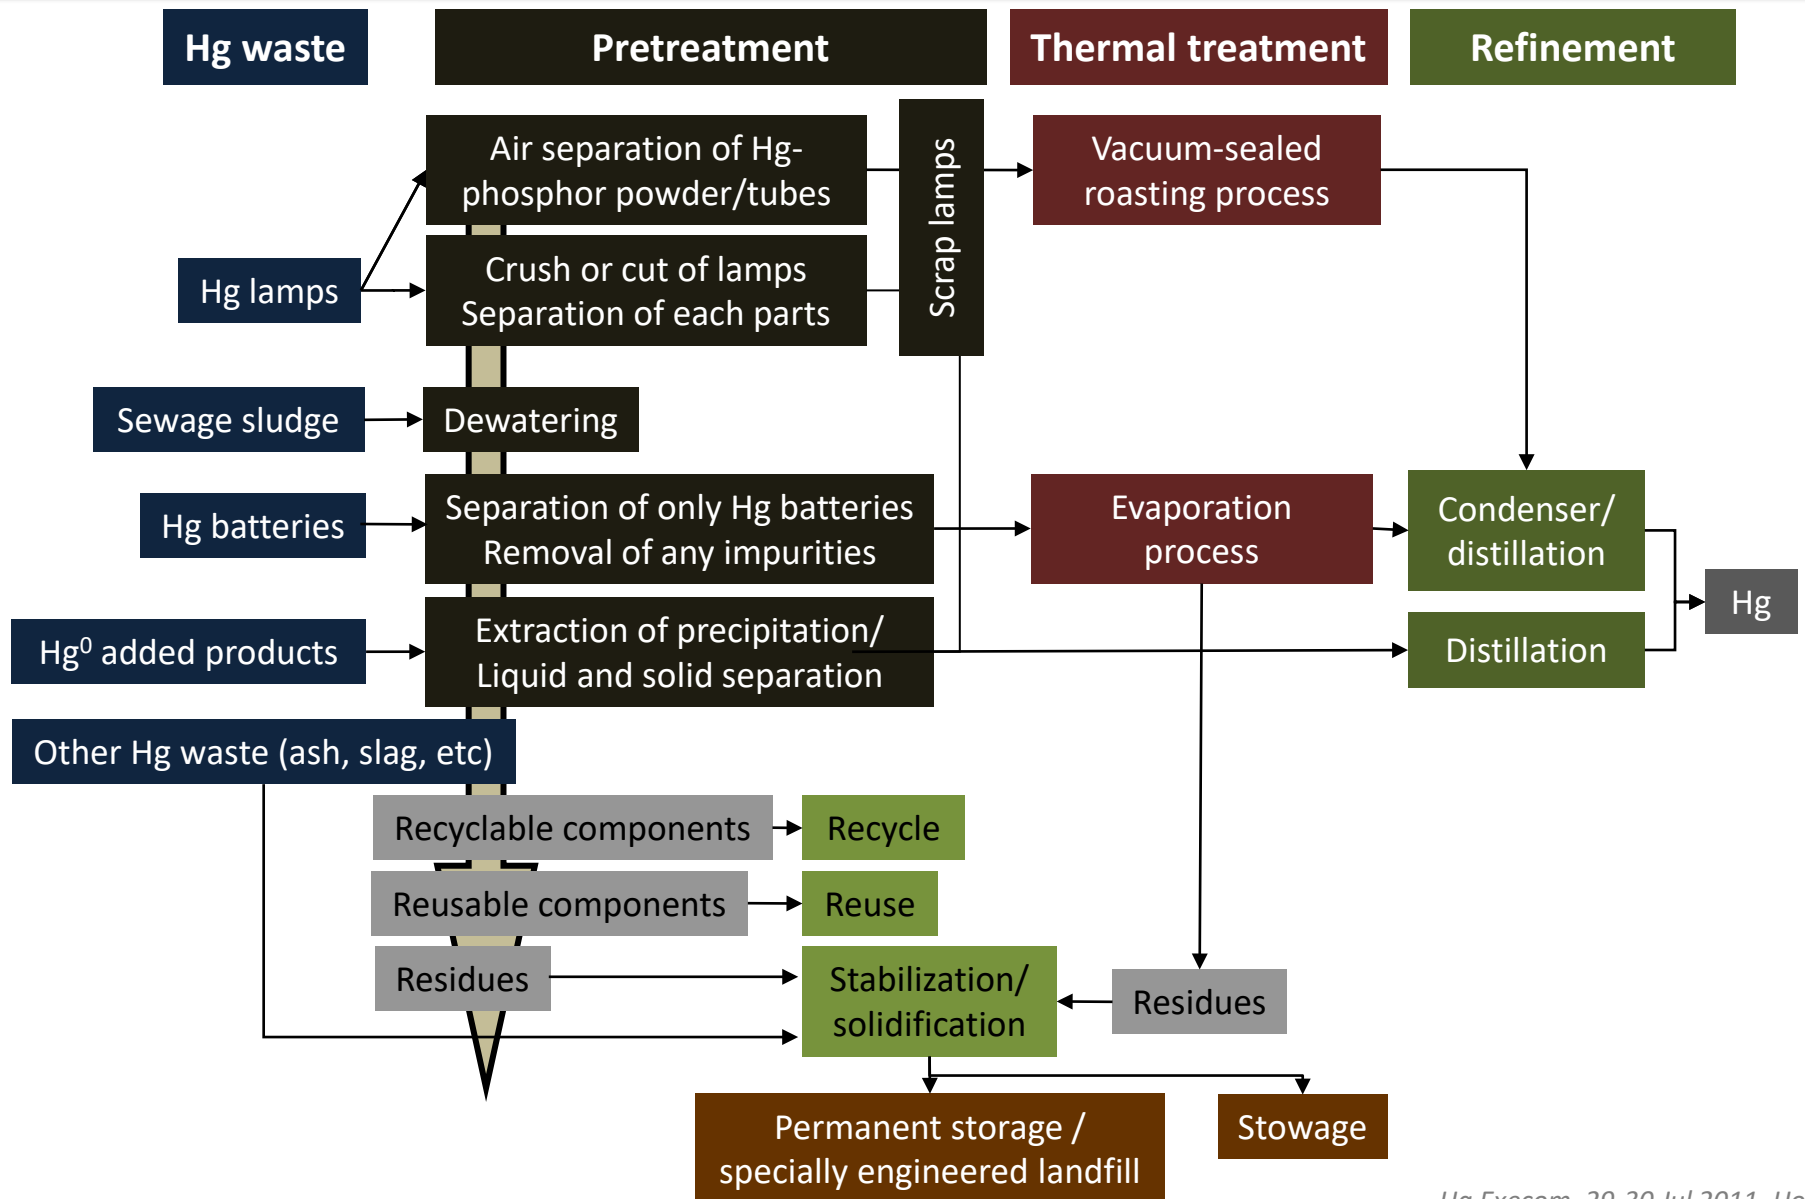 Hg waste
Pretreatment
Thermal treatment
Refinement
Air separation of Hg-
phosphor powder/tubes
Scrap lamps
Vacuum-sealed
roasting process
Hg lamps
Crush or cut of lamps
Separation of each parts
Sewage sludge
Dewatering
Hg batteries
Separation of only Hg batteries
Removal of any impurities
Evaporation
process
Condenser/
distillation
Hg
Hg⁰ added products
Extraction of precipitation/
Liquid and solid separation
Distillation
Other Hg waste (ash, slag, etc)
Recyclable components
Recycle
Reusable components
Reuse
Residues
Stabilization/
solidification
Residues
Permanent storage /
specially engineered landfill
Stowage
Jul 2011